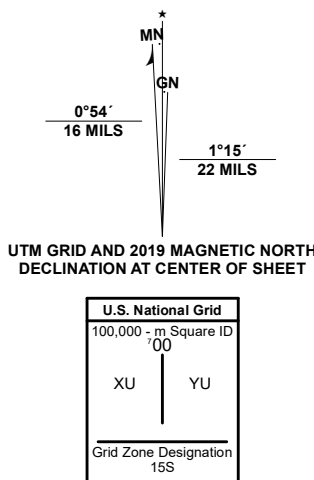 MN
GN
0°54´
16 MILS
1°15´
22 MILS
UTM GRID AND 2019 MAGNETIC NORTH
DECLINATION AT CENTER OF SHEET
U.S. National Grid
100,000 - m Square ID
⁷00
XU YU
Grid Zone Designation
15S